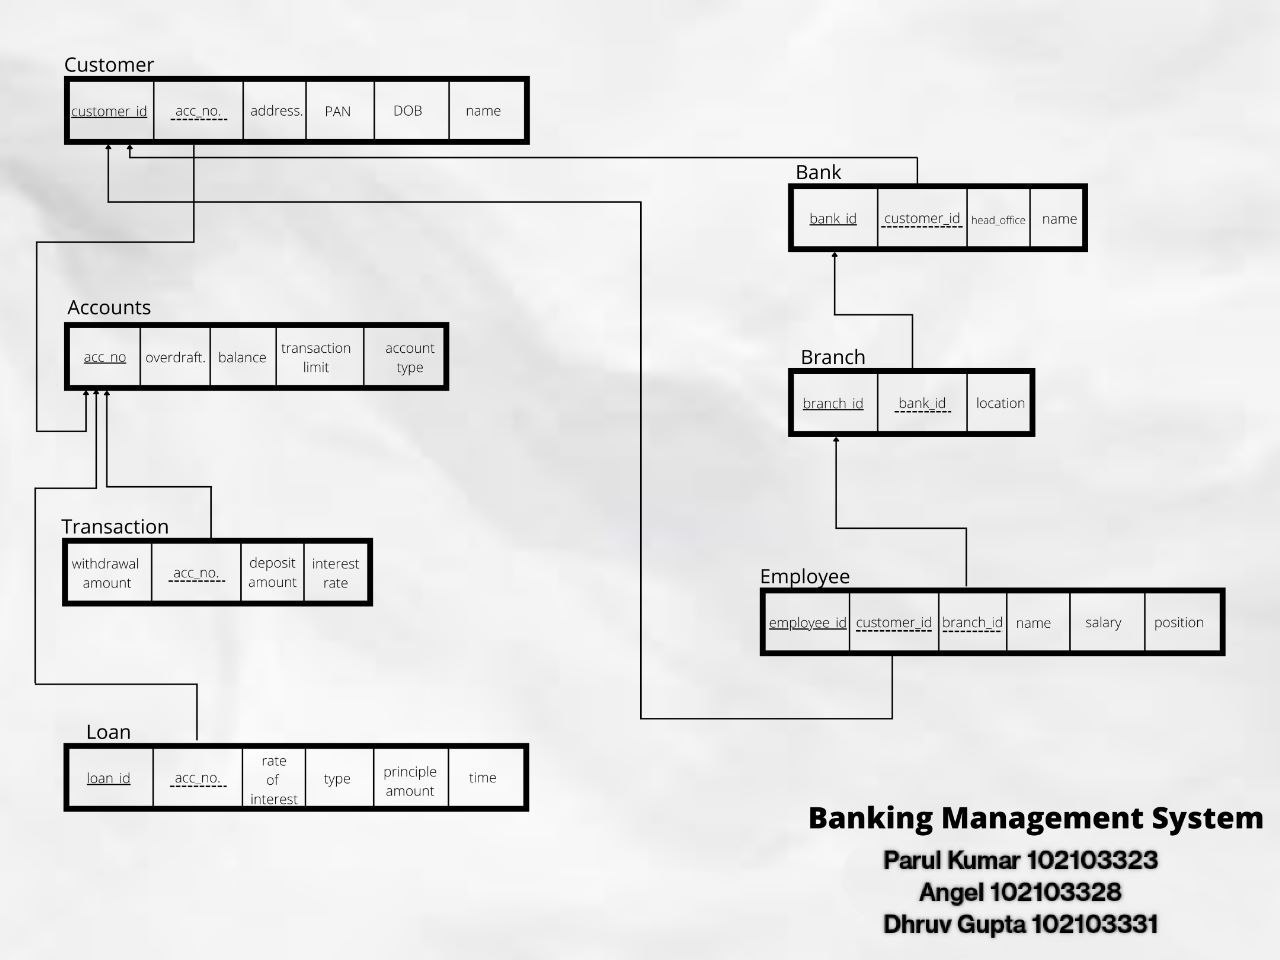 Customer
customer_id acc_no. address. PAN DOB name
Bank
bank_id customer_id head_office name
Accounts
acc_no overdraft. balance transaction limit account type
Branch
branch_id bank_id location
Transaction
withdrawal amount acc_no. deposit amount interest rate
Employee
employee_id customer_id branch_id name salary position
Loan
loan_id acc_no. rate of interest type principle amount time
Banking Management System
Parul Kumar 102103323
Angel 102103328
Dhruv Gupta 102103331